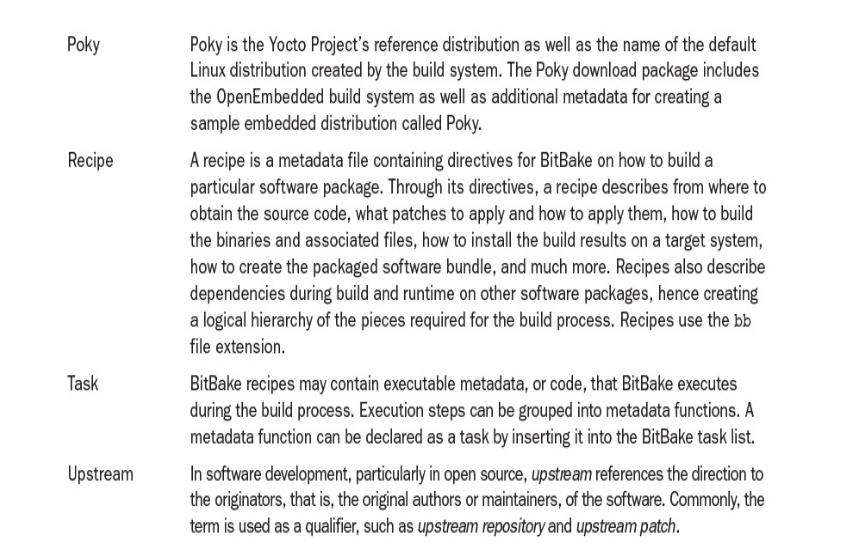 Poky Poky is the Yocto Project's reference distribution as well as the name of the default
Linux distribution created by the build system. The Poky download package includes
the OpenEmbedded build system as well as additional metadata for creating a
sample embedded distribution called Poky.
Recipe A recipe is a metadata file containing directives for BitBake on how to build a
particular software package. Through its directives, a recipe describes from where to
obtain the source code, what patches to apply and how to apply them, how to build
the binaries and associated files, how to install the build results on a target system,
how to create the packaged software bundle, and much more. Recipes also describe
dependencies during build and runtime on other software packages, hence creating
a logical hierarchy of the pieces required for the build process. Recipes use the bb
file extension.
Task BitBake recipes may contain executable metadata, or code, that BitBake executes
during the build process. Execution steps can be grouped into metadata functions. A
metadata function can be declared as a task by inserting it into the BitBake task list.
Upstream In software development, particularly in open source, upstream references the direction to
the originators, that is, the original authors or maintainers, of the software. Commonly, the
term is used as a qualifier, such as upstream repository and upstream patch.